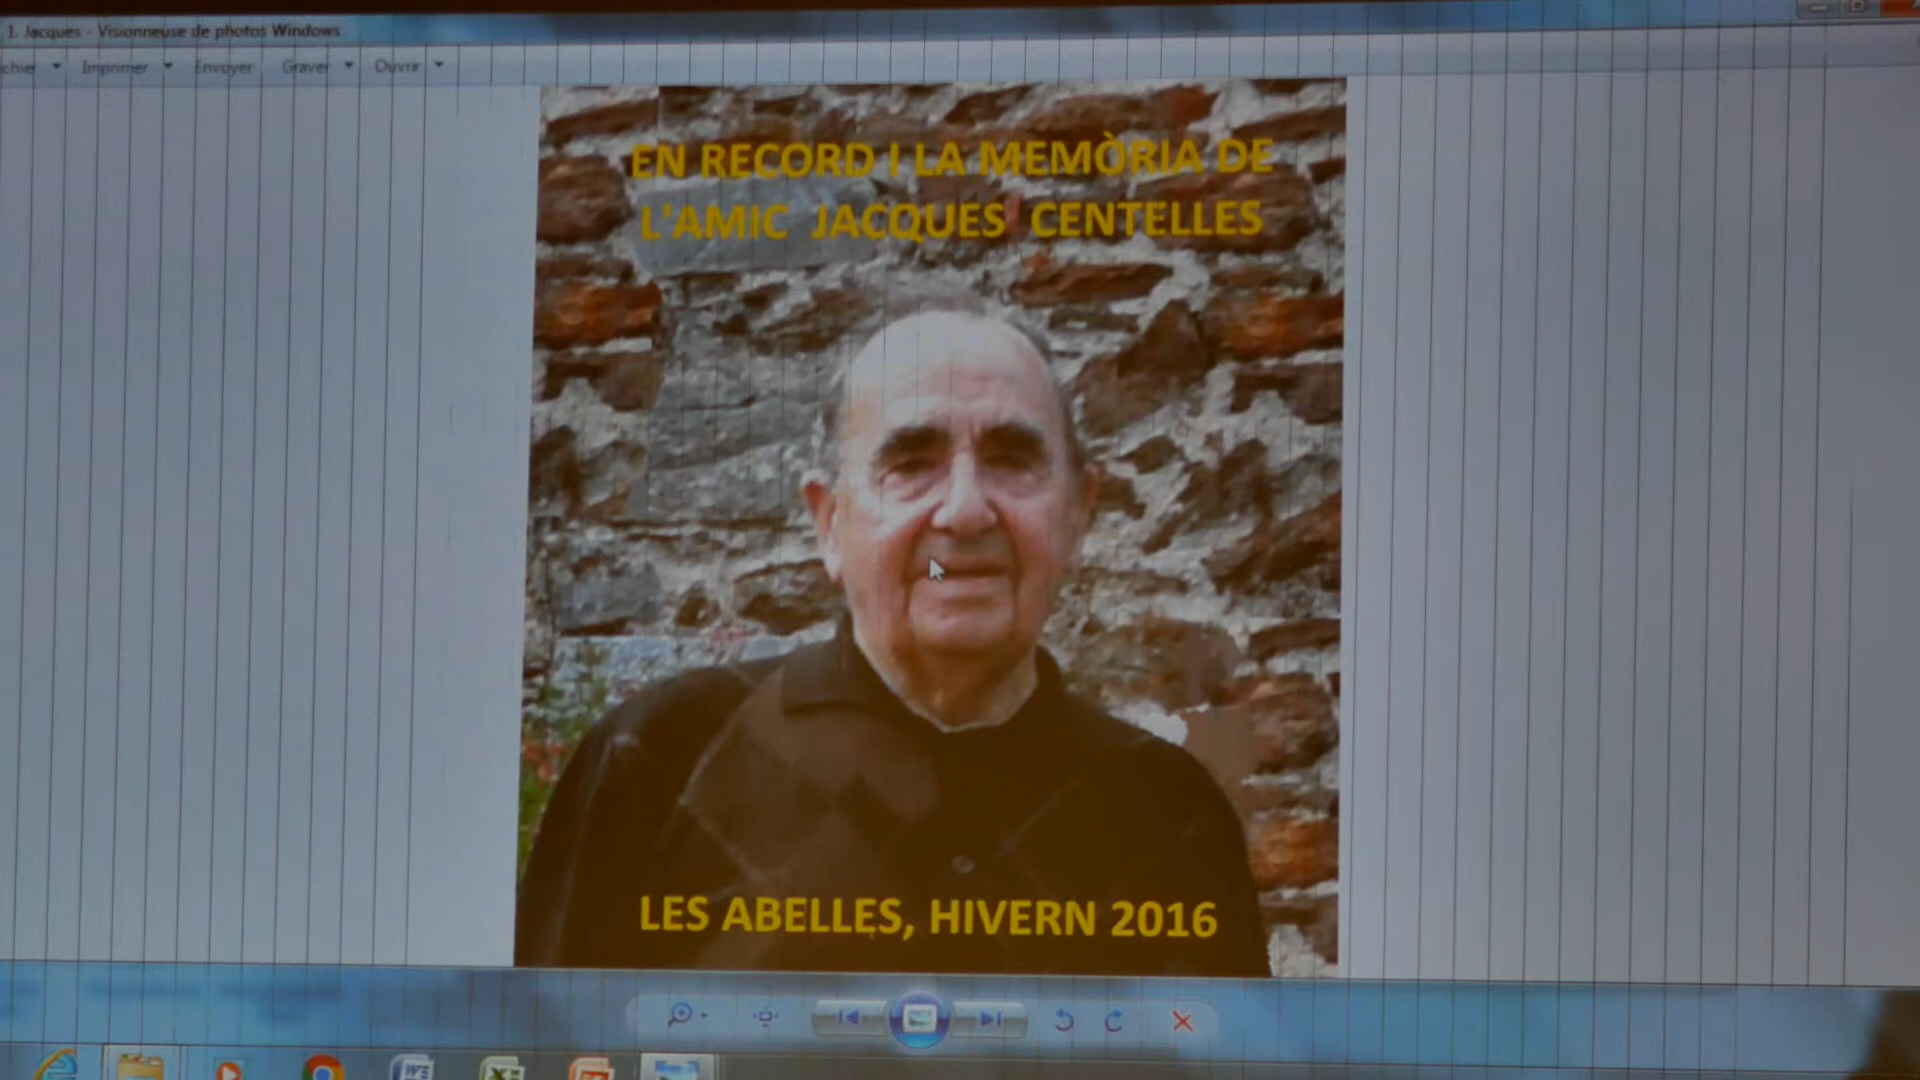 1. Jacques - Visionneuse de photos Windows
chier Imprimer Envoyer Graver Ouvrir
EN RECORD I LA MEMÒRIA DE
L'AMIC JACQUES CENTELLES
LES ABELLES, HIVERN 2016